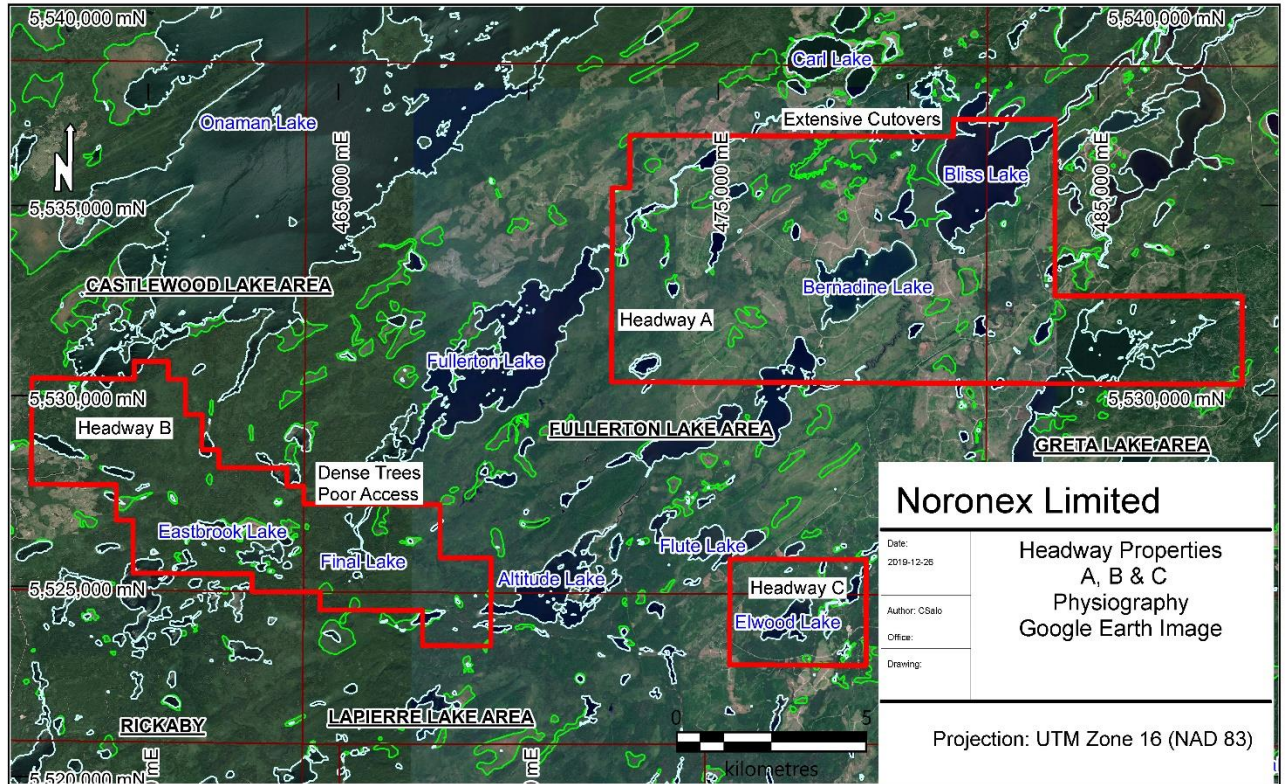 5,540,000 mN
5,540,000 mN
Carl Lake
Onaman Lake
Extensive Cutovers
N
465,000 mE
475,000 mE
485,000 mE
Bliss Lake
5,535,000 mN
CASTLEWOOD LAKE AREA
Bernadine Lake
Headway A
Fullerton Lake
5,530,000 mN
5,530,000 mN
Headway B
FULLERTON LAKE AREA
GRETA LAKE AREA
Dense Trees
Poor Access
Eastbrook Lake
Final Lake
Flute Lake
Altitude Lake
5,525,000 mN
Headway C
Elwood Lake
RICKABY
LAPIERRE LAKE AREA
0 5
kilometres
mE
mE
Noronex Limited
Date:
2019-12-26
Author: CSalo
Office:
Drawing:
Headway Properties
A, B & C
Physiography
Google Earth Image
Projection: UTM Zone 16 (NAD 83)